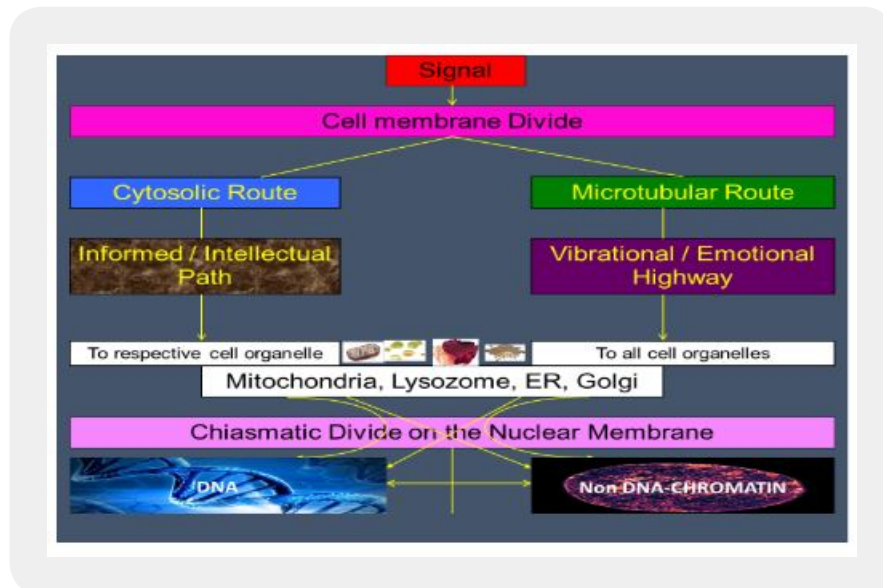 Signal
Cell membrane Divide
Cytosolic Route
Microtubular Route
Informed / Intellectual
Path
Vibrational / Emotional
Highway
To respective cell organelle
To all cell organelles
Mitochondria, Lysozome, ER, Golgi
Chiasmatic Divide on the Nuclear Membrane
DNA
Non DNA-CHROMATIN